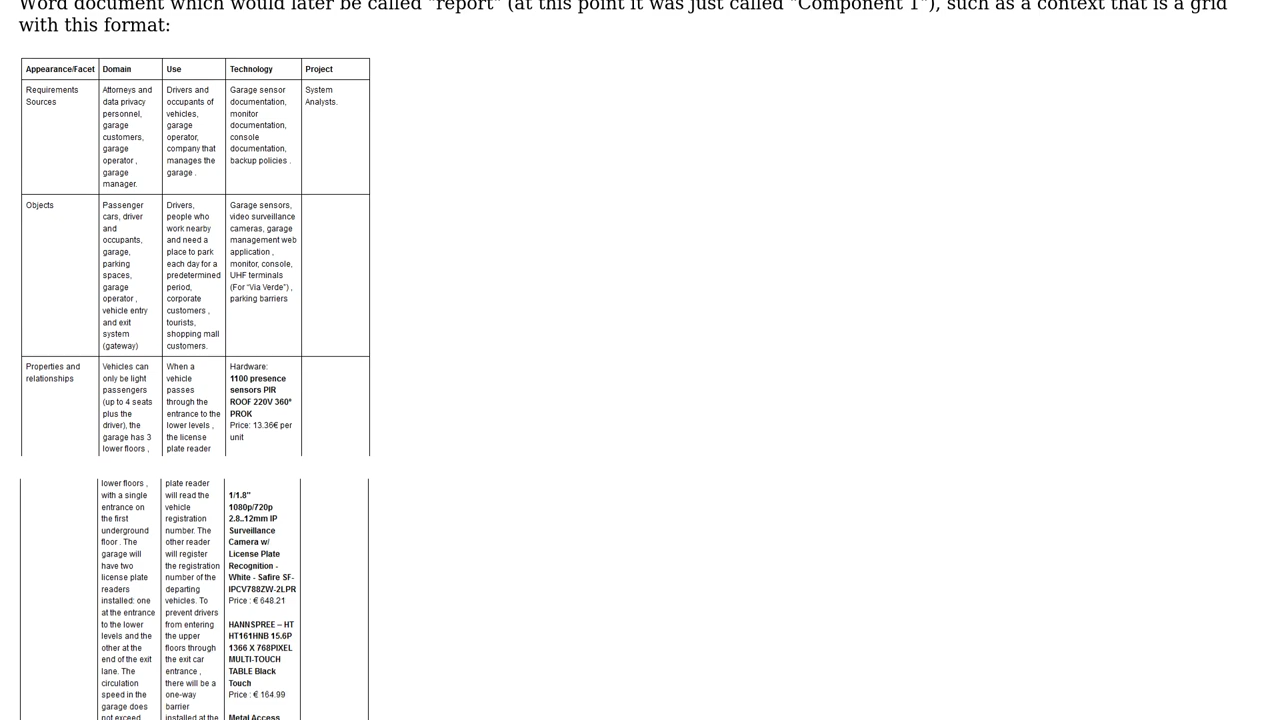 Word document which would later be called "report" (at this point it was just called "Component 1"), such as a context that is a grid
with this format:
Appearance/Facet
Domain
Use
Technology
Project
Requirements
Sources
Attorneys and
data privacy
personnel,
garage
customers,
garage
operator ,
garage
manager.
Drivers and
occupants of
vehicles,
garage
operator,
company that
manages the
garage .
Garage sensor
documentation,
monitor
documentation,
console
documentation,
backup policies .
System
Analysts.
Objects
Passenger
cars, driver
and
occupants,
garage,
parking
spaces,
garage
operator ,
vehicle entry
and exit
system
(gateway)
Drivers,
people who
work nearby
and need a
place to park
each day for a
predetermined
period,
corporate
customers ,
tourists,
shopping mall
customers.
Garage sensors,
video surveillance
cameras, garage
management web
application ,
monitor, console,
UHF terminals
(For "Via Verde") ,
parking barriers
Properties and
relationships
Vehicles can
only be light
passengers
(up to 4 seats
plus the
driver), the
garage has 3
lower floors ,
When a
vehicle
passes
through the
entrance to the
lower levels ,
the license
plate reader
Hardware:
1100 presence
sensors PIR
ROOF 220V 360°
PROK
Price: 13.36€ per
unit
lower floors ,
with a single
entrance on
the first
underground
floor . The
garage will
have two
license plate
readers
installed: one
at the entrance
to the lower
levels and the
other at the
end of the exit
lane. The
circulation
speed in the
garage does
not exceed
plate reader
will read the
vehicle
registration
number. The
other reader
will register
the registration
number of the
departing
vehicles. To
prevent drivers
from entering
the upper
floors through
the exit car
entrance ,
there will be a
one-way
barrier
installed at the
1/1.8"
1080p/720p
2.8..12mm IP
Surveillance
Camera w/
License Plate
Recognition -
White - Safire SF-
IPCV788ZW-2LPR
Price : € 648.21
HANNSPREE – HT
HT161HNB 15.6P
1366 X 768PIXEL
MULTI-TOUCH
TABLE Black
Touch
Price : € 164.99
Metal Access